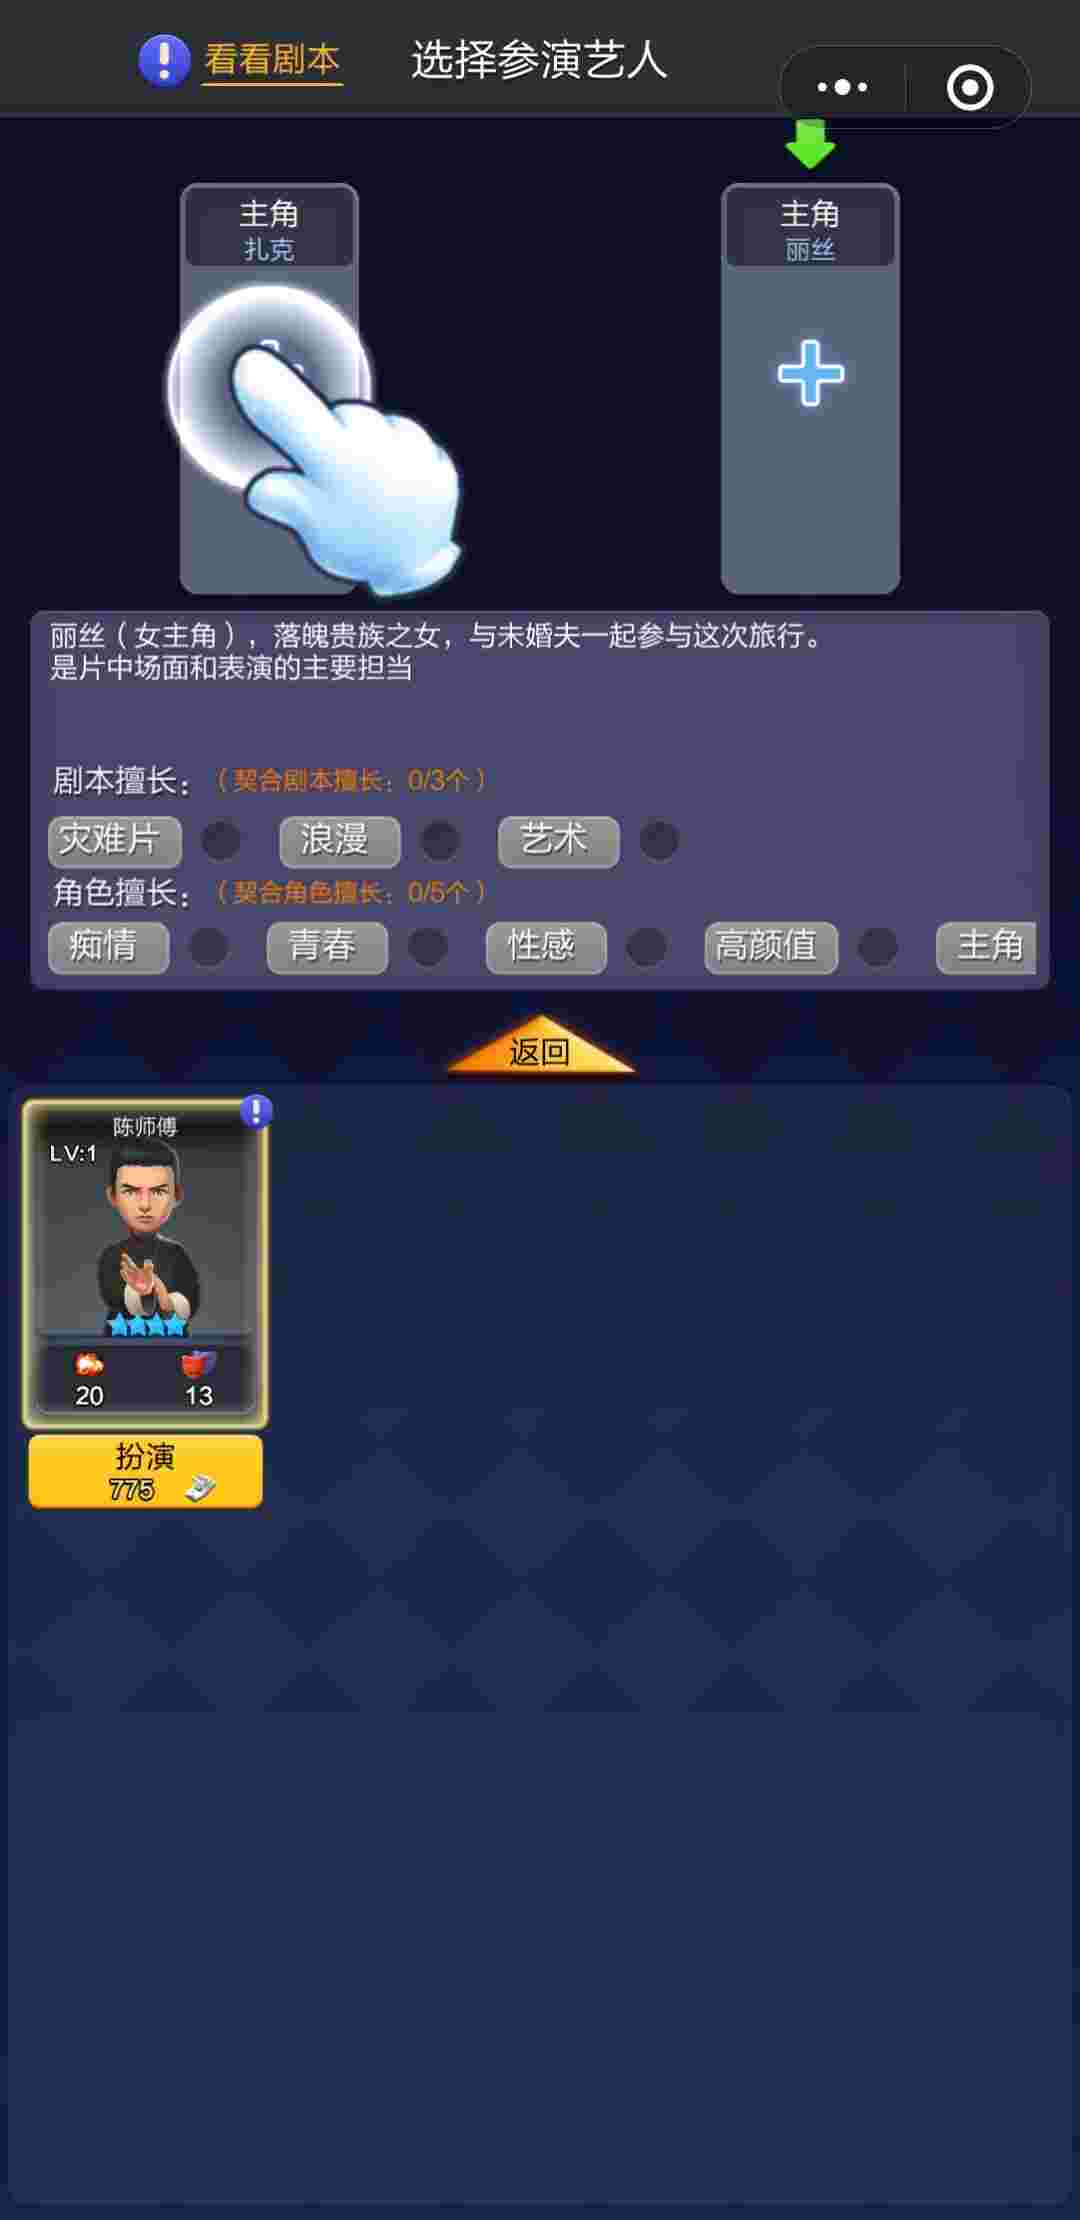 看看剧本
选择参演艺人
主角
扎克
主角
丽丝
丽丝（女主角），落魄贵族之女，与未婚夫一起参与这次旅行。
是片中场面和表演的主要担当
剧本擅长：（契合剧本擅长：0/3个）
灾难片 浪漫 艺术
角色擅长：（契合角色擅长：0/5个）
痴情 青春 性感 高颜值 主角
返回
陈师傅
LV:1
20 13
扮演
775